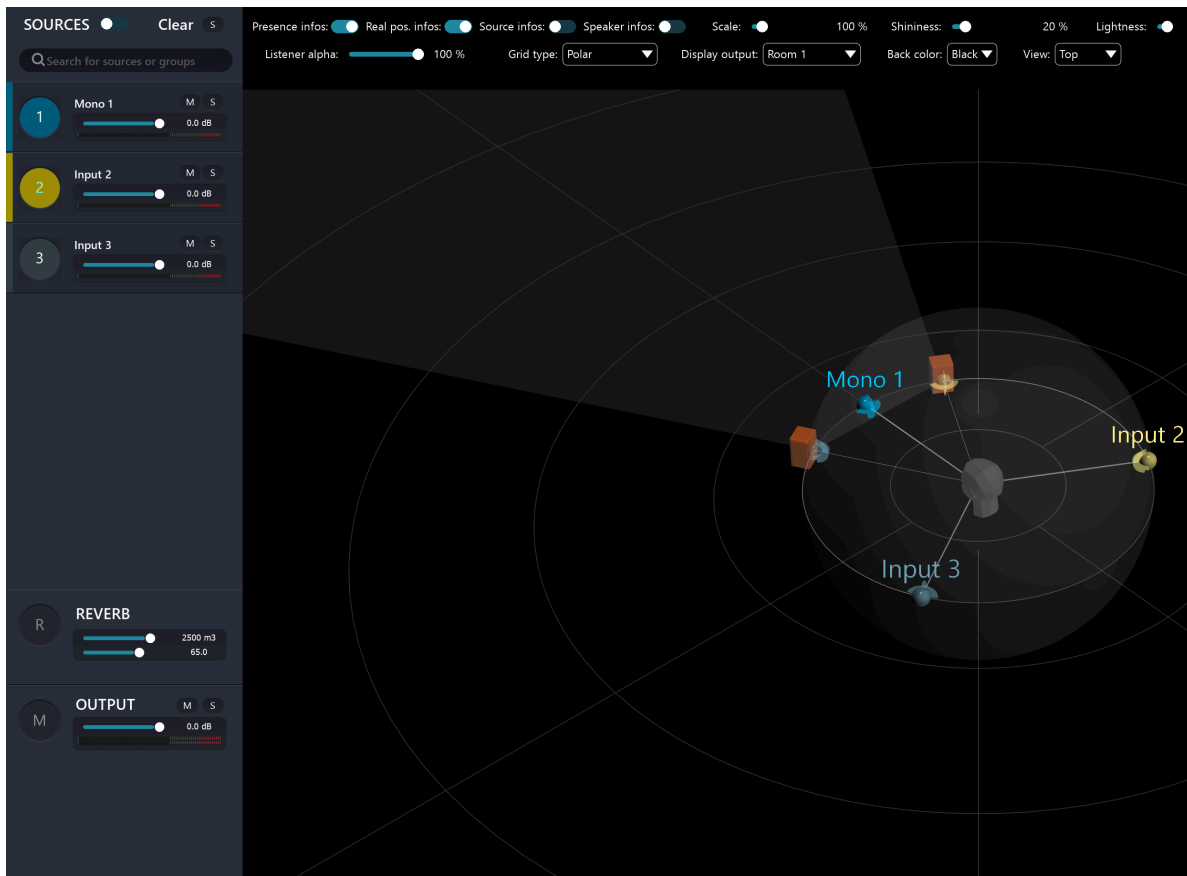 SOURCES Clear S
Search for sources or groups
1 Mono 1 M S
0.0 dB
2 Input 2 M S
0.0 dB
3 Input 3 M S
0.0 dB
R REVERB
2500 m3
65.0
M OUTPUT M S
0.0 dB
Presence infos: Real pos. infos: Source infos: Speaker infos: Scale: 100 % Shininess: 20 % Lightness:
Listener alpha: 100 % Grid type: Polar Display output: Room 1 Back color: Black View: Top
Mono 1
Input 2
Input 3